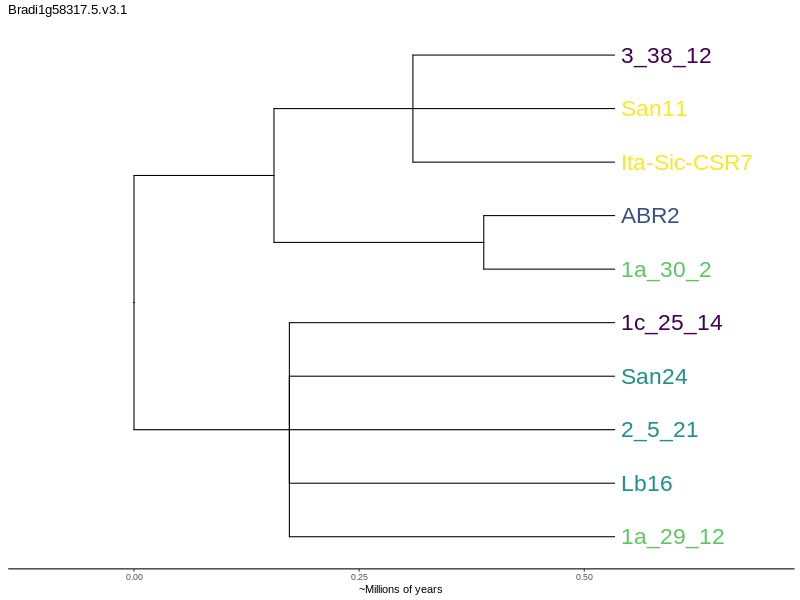 Bradi1g58317.5.v3.1
3_38_12
San11
Ita-Sic-CSR7
ABR2
1a_30_2
1c_25_14
San24
2_5_21
Lb16
1a_29_12
0.00 0.25 0.50
~Millions of years